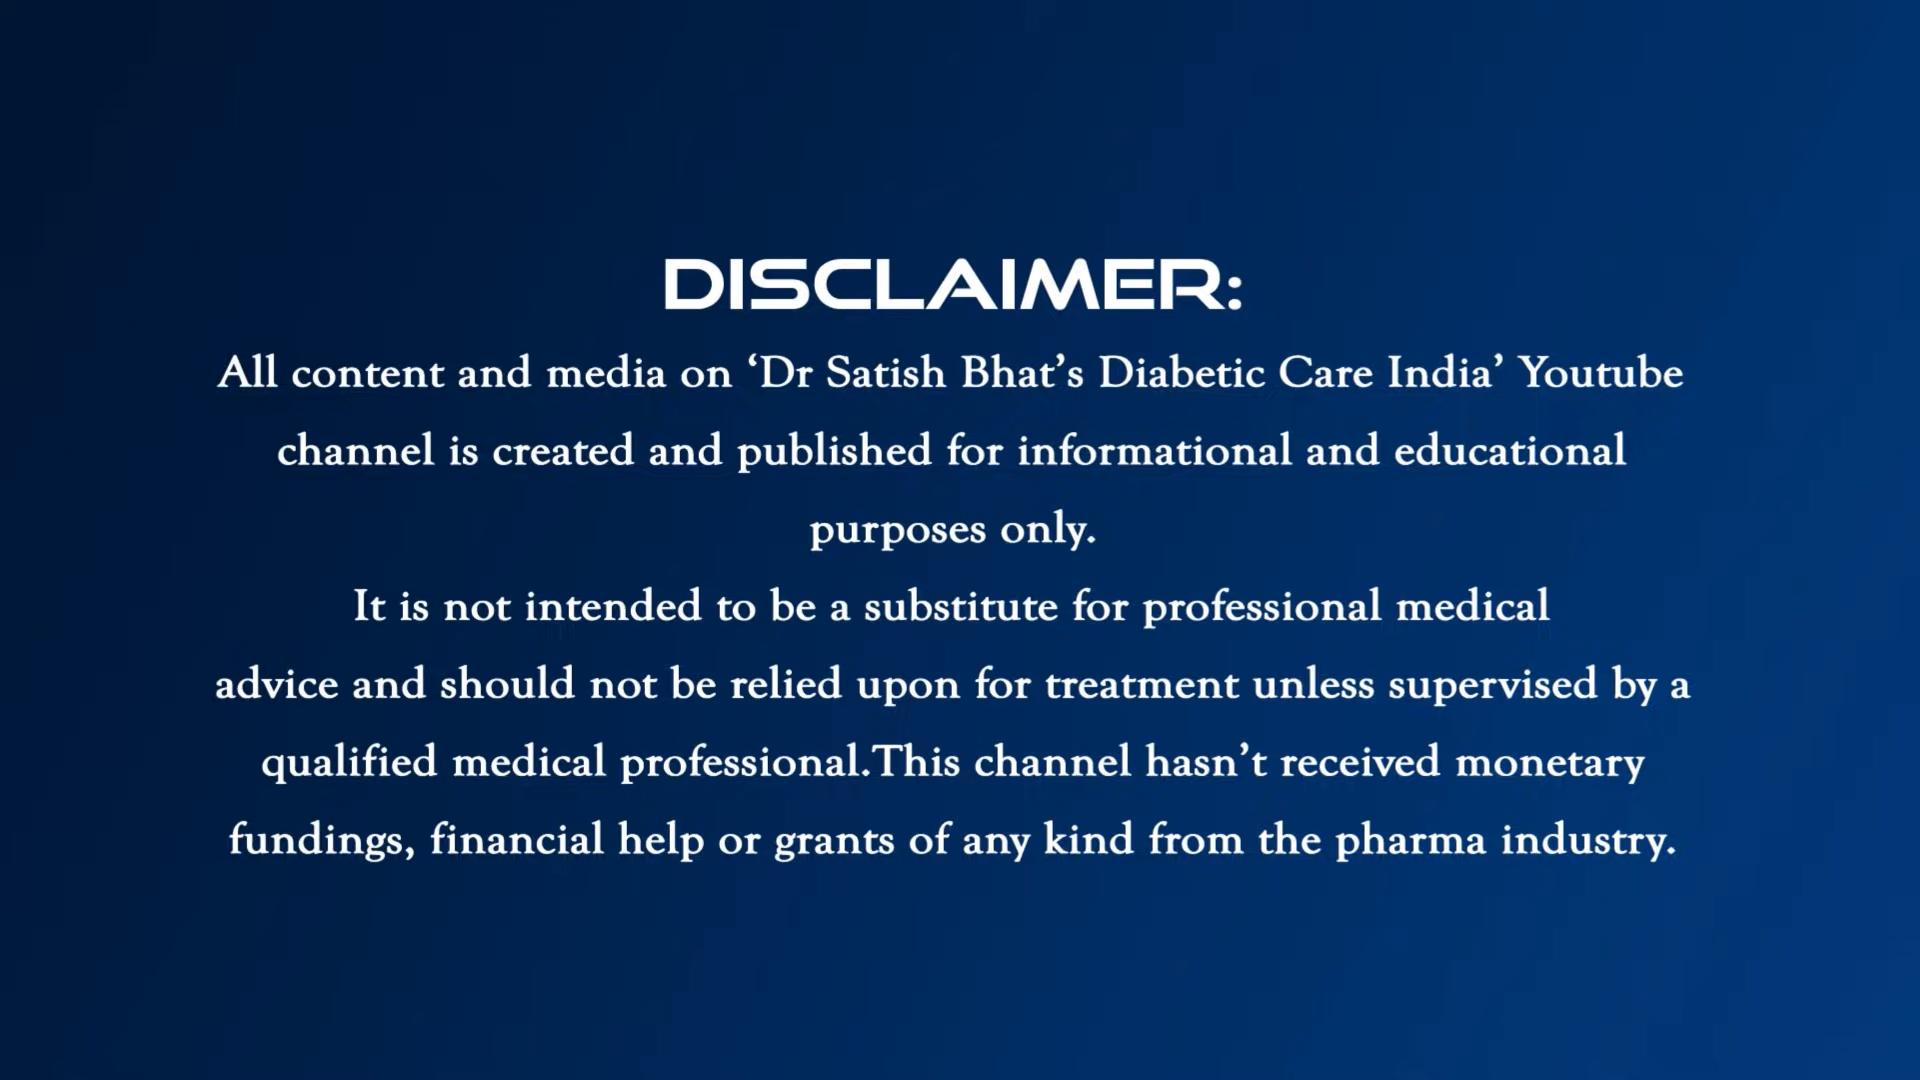 DISCLAIMER:
All content and media on ‘Dr Satish Bhat’s Diabetic Care India’ Youtube
channel is created and published for informational and educational
purposes only.
It is not intended to be a substitute for professional medical
advice and should not be relied upon for treatment unless supervised by a
qualified medical professional.This channel hasn’t received monetary
fundings, financial help or grants of any kind from the pharma industry.